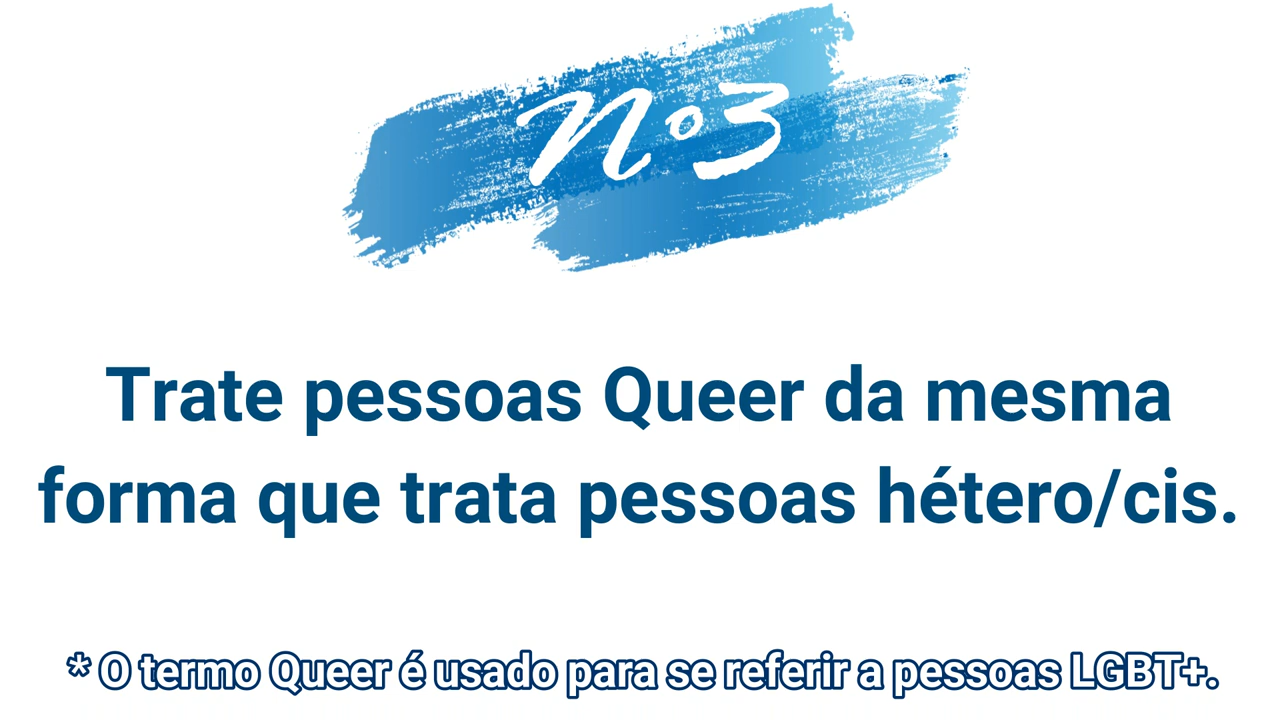 Nº3
Trate pessoas Queer da mesma
forma que trata pessoas hétero/cis.
* O termo Queer é usado para se referir a pessoas LGBT+.